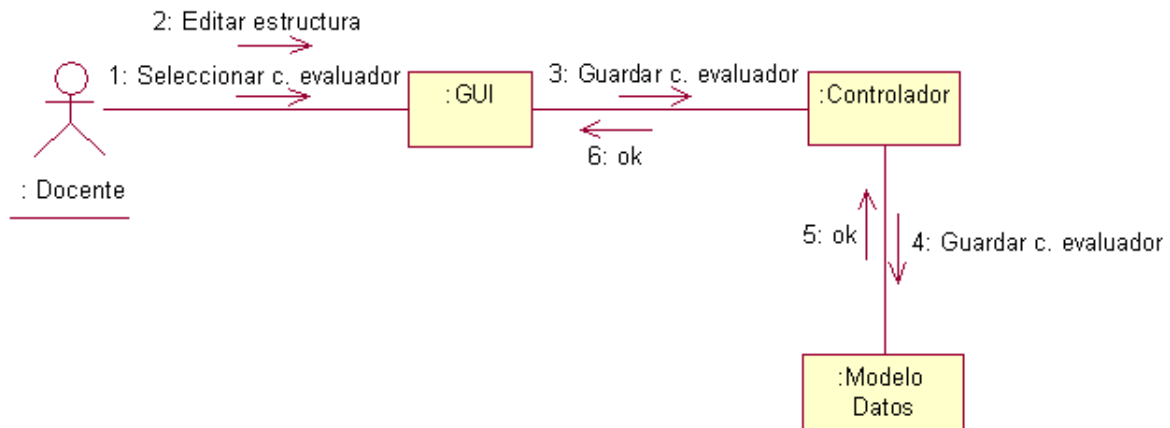 2: Editar estructura
1: Seleccionar c. evaluador
:GUI
3: Guardar c. evaluador
:Controlador
6: ok
: Docente
5: ok
4: Guardar c. evaluador
:Modelo
Datos